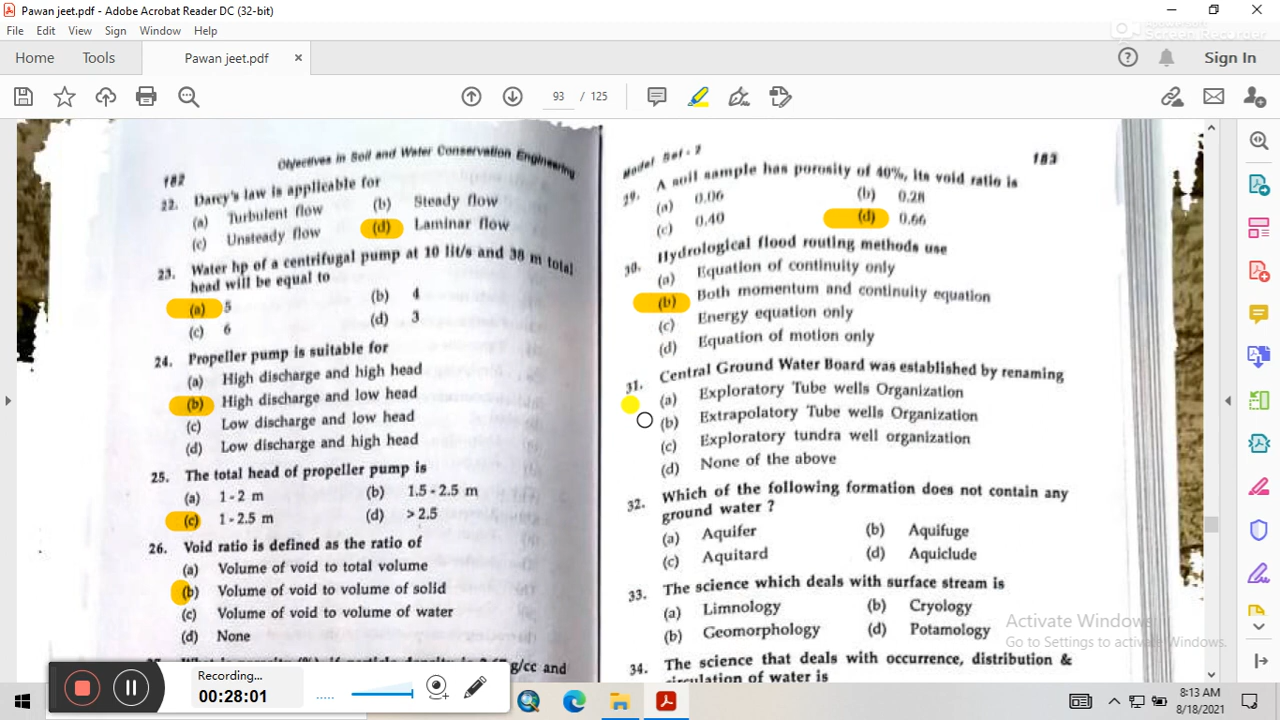 Pawan jeet.pdf - Adobe Acrobat Reader DC (32-bit)
File Edit View Sign Window Help
Screen Recorder
Home Tools Pawan jeet.pdf × Sign In
93 / 125
182 Objectives in Soil and Water Conservation Engineering
22. Darcy's law is applicable for
(a) Turbulent flow (b) Steady flow
(c) Unsteady flow (d) Laminar flow
23. Water hp of a centrifugal pump at 10 lit/s and 38 m total
head will be equal to
(a) 5 (b) 4
(c) 6 (d) 3
24. Propeller pump is suitable for
(a) High discharge and high head
(b) High discharge and low head
(c) Low discharge and low head
(d) Low discharge and high head
25. The total head of propeller pump is
(a) 1 - 2 m (b) 1.5 - 2.5 m
(c) 1 - 2.5 m (d) > 2.5
26. Void ratio is defined as the ratio of
(a) Volume of void to total volume
(b) Volume of void to volume of solid
(c) Volume of void to volume of water
(d) None
g/cc and
Model Set - 2 183
29. A soil sample has porosity of 40%, its void ratio is
(a) 0.06 (b) 0.28
(c) 0.40 (d) 0.66
30. Hydrological flood routing methods use
(a) Equation of continuity only
(b) Both momentum and continuity equation
(c) Energy equation only
(d) Equation of motion only
31. Central Ground Water Board was established by renaming
(a) Exploratory Tube wells Organization
(b) Extrapolatory Tube wells Organization
(c) Exploratory tundra well organization
(d) None of the above
32. Which of the following formation does not contain any
ground water ?
(a) Aquifer (b) Aquifuge
(c) Aquitard (d) Aquiclude
33. The science which deals with surface stream is
(a) Limnology (b) Cryology
(b) Geomorphology (d) Potamology
34. The science that deals with occurrence, distribution &
circulation of water is
Activate Windows
Go to Settings to activate Windows.
Recording...
00:28:01
8:13 AM
8/18/2021